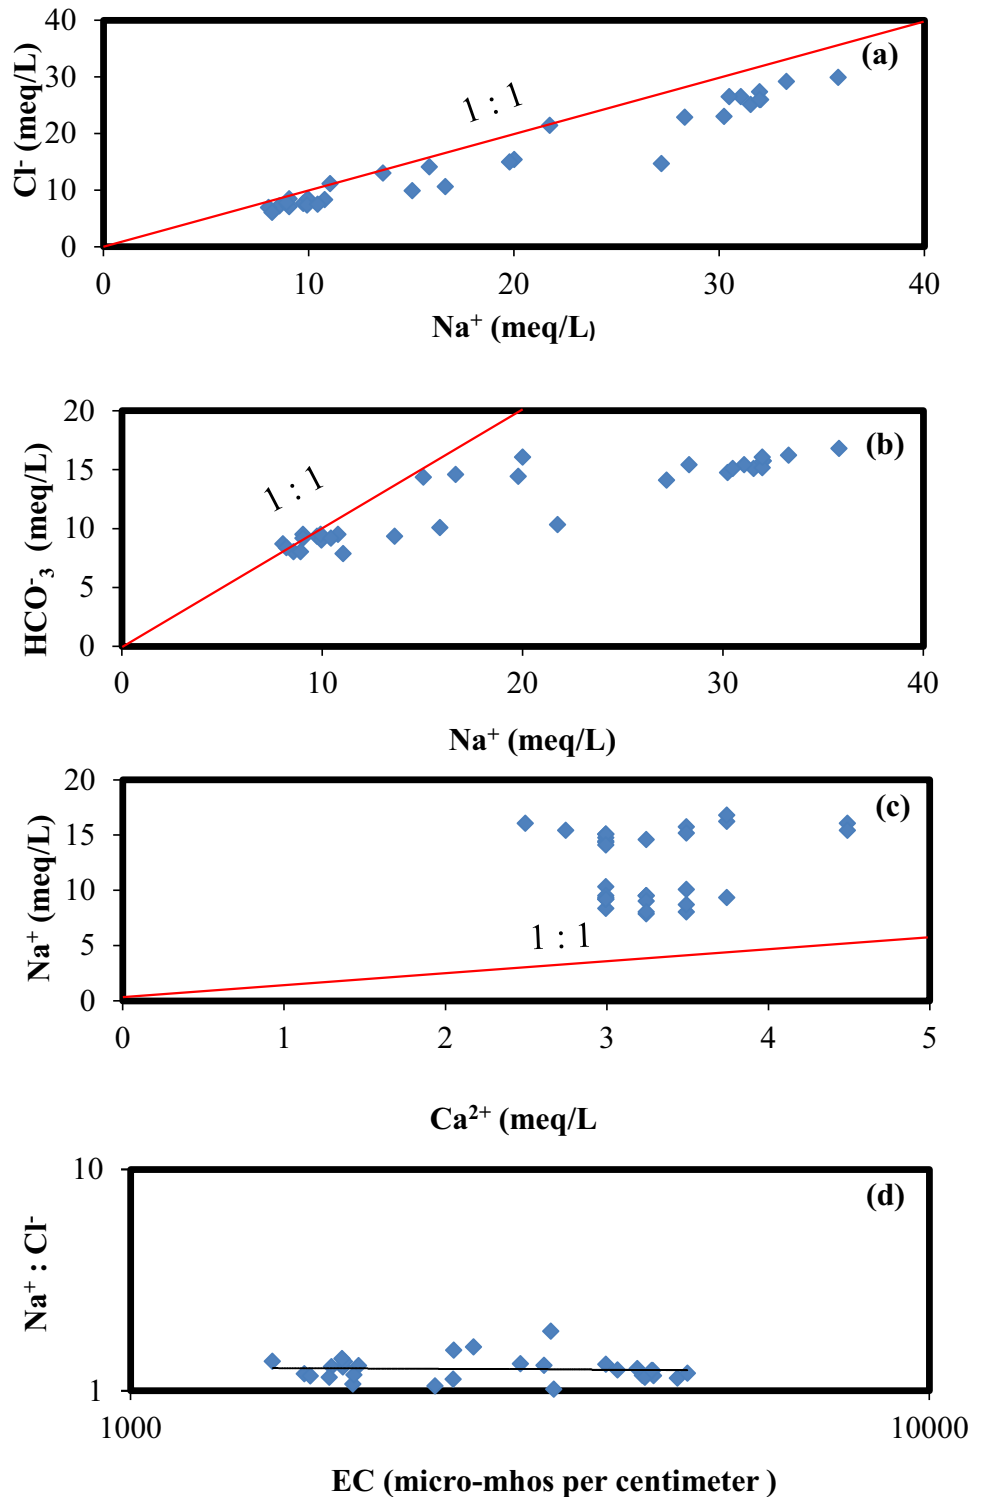 40
(a)
30
1 : 1
20
10
0
0 10 20 30 40
Cl⁻ (meq/L)
Na⁺ (meq/L)
20
(b)
15
1 : 1
10
5
0
0 10 20 30 40
HCO⁻₃ (meq/L)
Na⁺ (meq/L)
20
(c)
15
10
1 : 1
5
0
0 1 2 3 4 5
Na⁺ (meq/L)
Ca²⁺ (meq/L
10
(d)
1
1000 10000
Na⁺ : Cl⁻
EC (micro-mhos per centimeter )